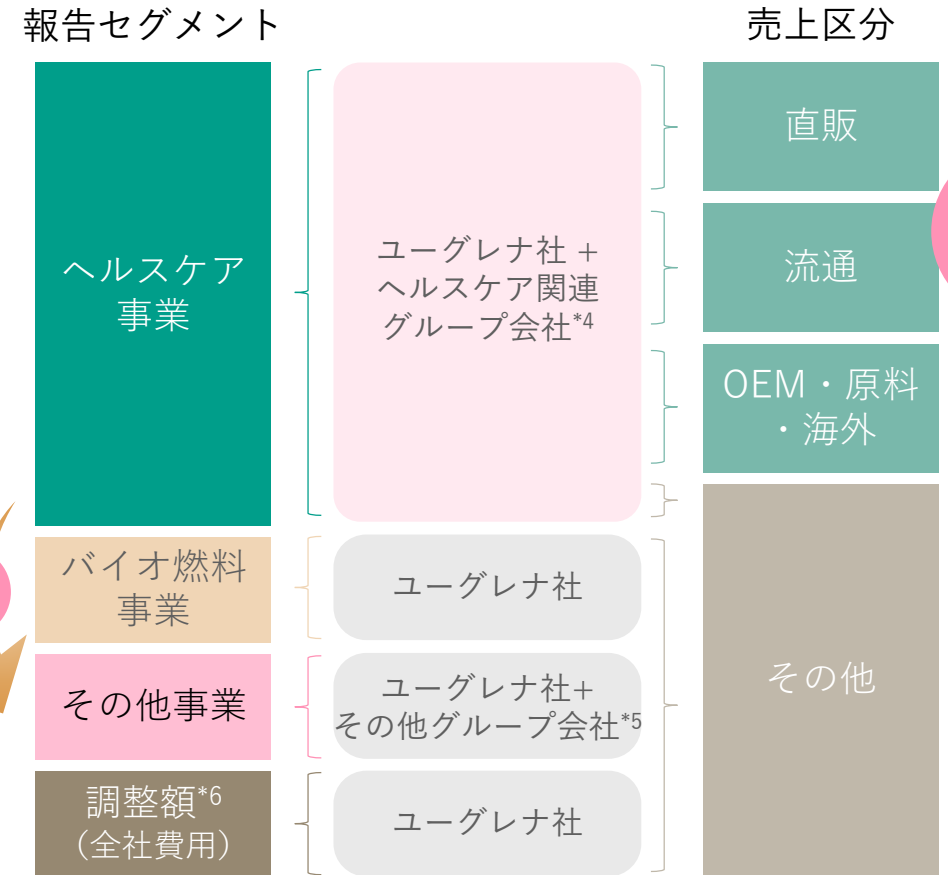 報告セグメント
売上区分
ヘルスケア
事業
ユーグレナ社 +
ヘルスケア関連
グループ会社*4
直販
流通
OEM・原料
・海外
バイオ燃料
事業
ユーグレナ社
その他事業
ユーグレナ社+
その他グループ会社*5
その他
調整額*6
(全社費用)
ユーグレナ社